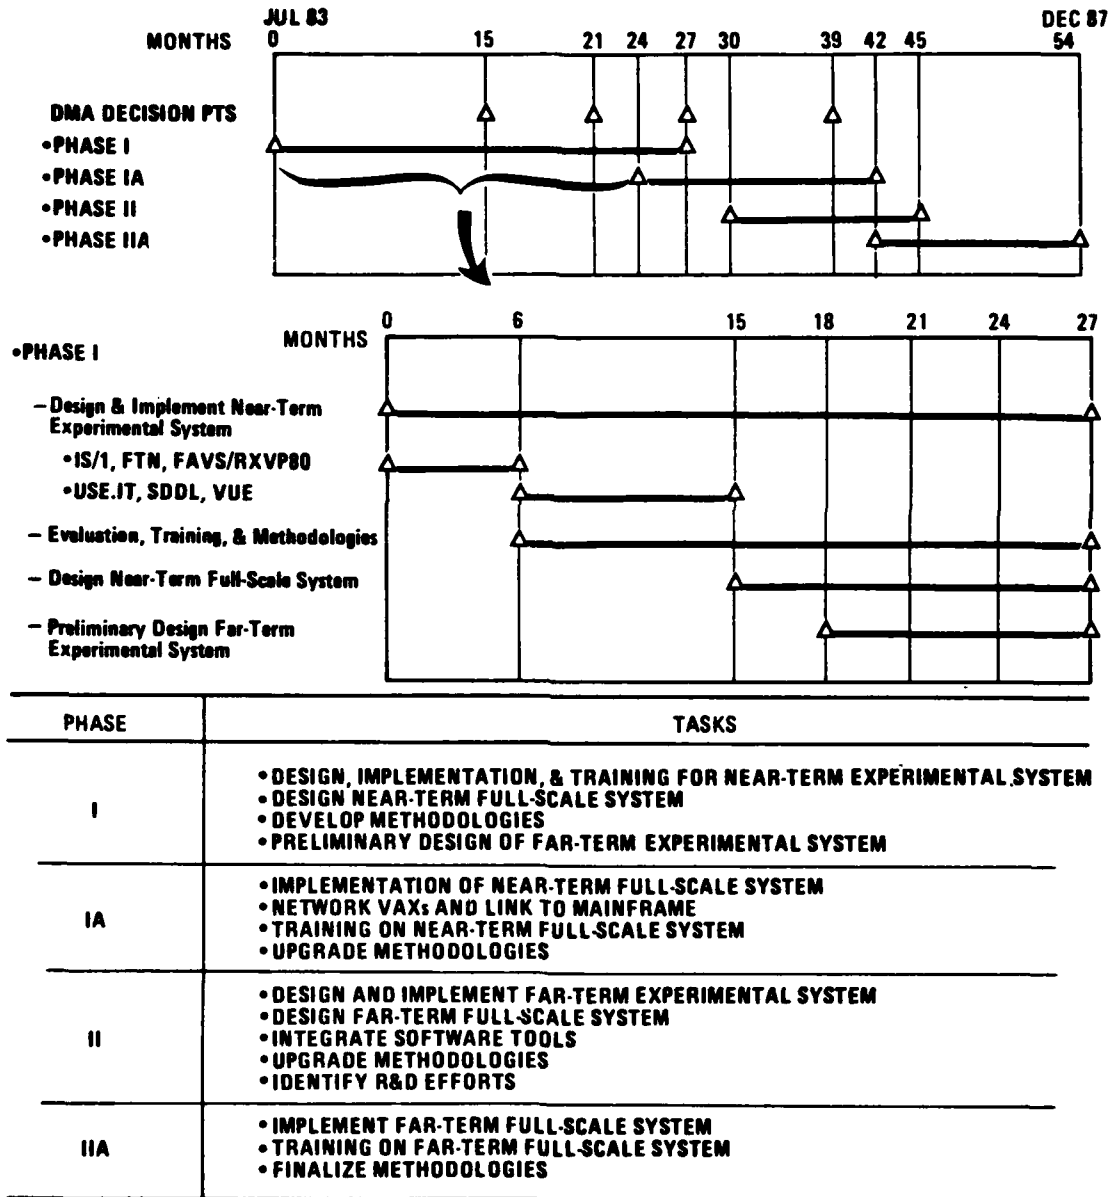 JUL 83 DEC 87
MONTHS 0 15 21 24 27 30 39 42 45 54
DMA DECISION PTS
•PHASE I
•PHASE IA
•PHASE II
•PHASE IIA
MONTHS 0 6 15 18 21 24 27
•PHASE I
– Design & Implement Near-Term
Experimental System
•IS/1, FTN, FAVS/RXVP80
•USE.IT, SDDL, VUE
– Evaluation, Training, & Methodologies
– Design Near-Term Full-Scale System
– Preliminary Design Far-Term
Experimental System
PHASE TASKS
I
• DESIGN, IMPLEMENTATION, & TRAINING FOR NEAR-TERM EXPERIMENTAL SYSTEM
• DESIGN NEAR-TERM FULL-SCALE SYSTEM
• DEVELOP METHODOLOGIES
• PRELIMINARY DESIGN OF FAR-TERM EXPERIMENTAL SYSTEM
IA
• IMPLEMENTATION OF NEAR-TERM FULL-SCALE SYSTEM
• NETWORK VAXs AND LINK TO MAINFRAME
• TRAINING ON NEAR-TERM FULL-SCALE SYSTEM
• UPGRADE METHODOLOGIES
II
• DESIGN AND IMPLEMENT FAR-TERM EXPERIMENTAL SYSTEM
• DESIGN FAR-TERM FULL-SCALE SYSTEM
• INTEGRATE SOFTWARE TOOLS
• UPGRADE METHODOLOGIES
• IDENTIFY R&D EFFORTS
IIA
• IMPLEMENT FAR-TERM FULL-SCALE SYSTEM
• TRAINING ON FAR-TERM FULL-SCALE SYSTEM
• FINALIZE METHODOLOGIES